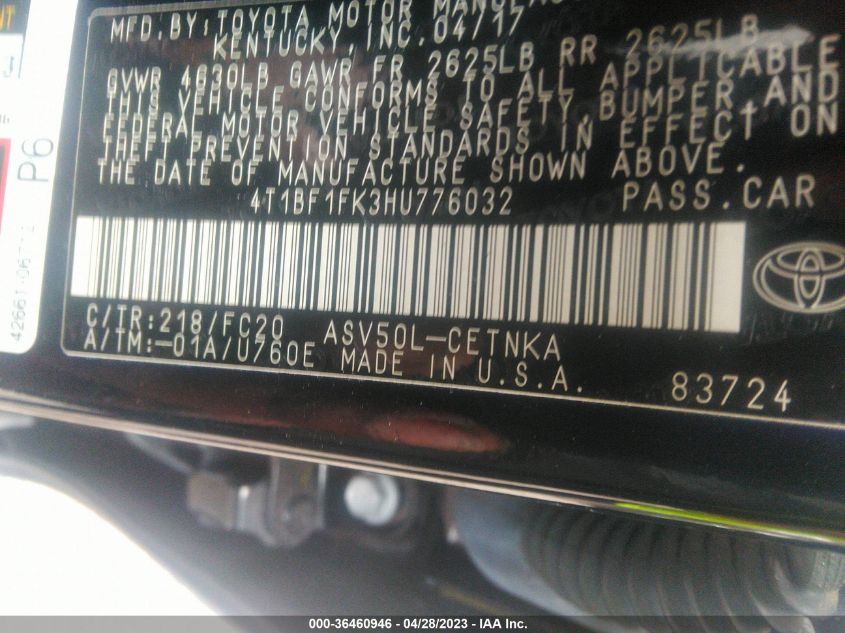 MFD.BY:TOYOTA MOTOR
KENTUCKY, INC.04/17
GVWR 4630LB GAWR FR 2625LB RR 2625LB
THIS VEHICLE CONFORMS TO ALL APPLICABLE
FEDERAL MOTOR VEHICLE SAFETY,BUMPER,AND
THEFT PREVENTION STANDARDS IN EFFECT ON
THE DATE OF MANUFACTURE SHOWN ABOVE.
4T1BF1FK3HU776032 PASS.CAR
C/TR:218/FC20 ASV50L-CETNKA
A/TM:-01A/U760E MADE IN U.S.A. 83724
P6
000-36460946 04/28/2023 - IAA Inc.